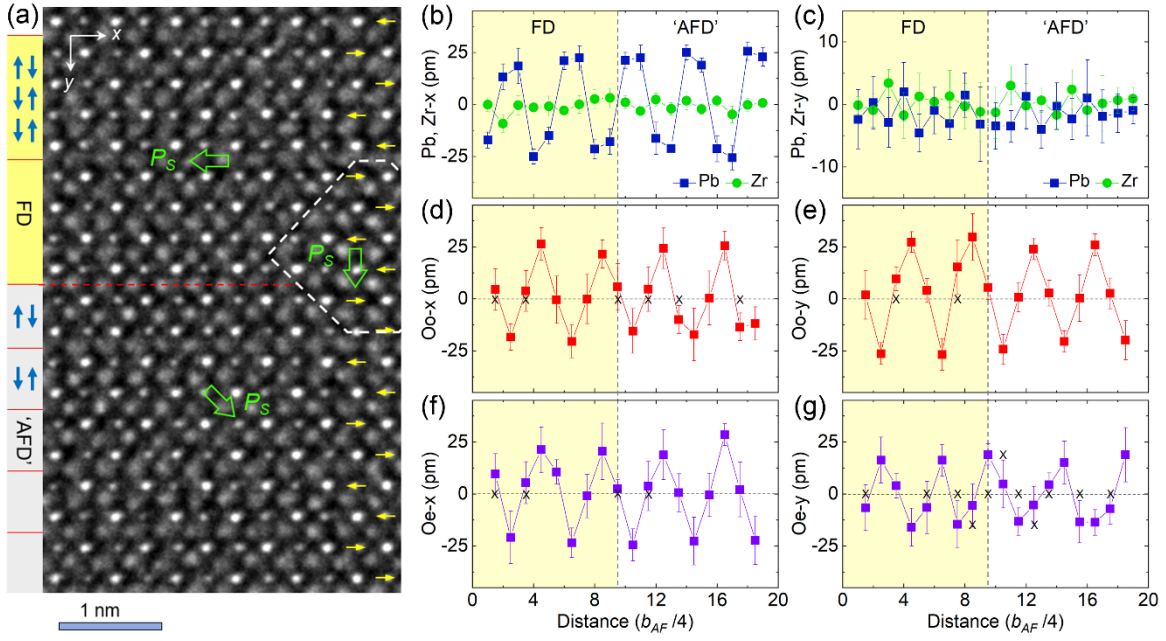 (a)
x
y
FD
'AFD'
P_S
P_S
P_S
1 nm
(b)
FD
'AFD'
Pb, Zr-x (pm)
25
0
-25
Pb
Zr
(c)
FD
'AFD'
Pb, Zr-y (pm)
10
0
-10
Pb
Zr
(d)
Oo-x (pm)
25
0
-25
x x x x x x
(e)
Oo-y (pm)
25
0
-25
x x
(f)
Oe-x (pm)
25
0
-25
x x x x
0 4 8 12 16
Distance (b_AF /4)
(g)
Oe-y (pm)
25
0
-25
x x x x x x x x x x x
0 4 8 12 16 20
Distance (b_AF /4)